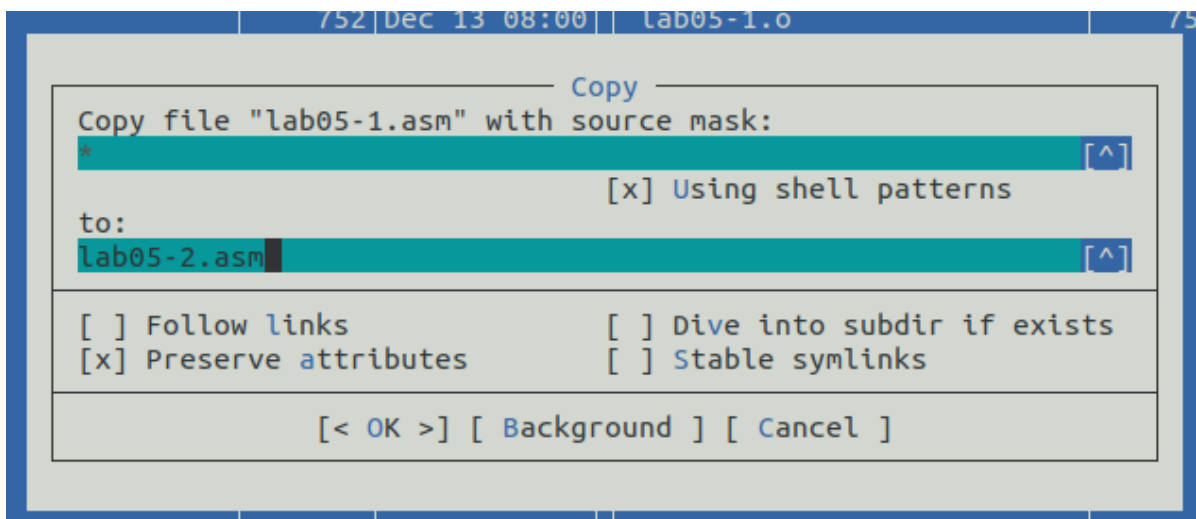 752 Dec 13 08:00 lab05-1.o 75
Copy
Copy file "lab05-1.asm" with source mask:
* [^]
[x] Using shell patterns
to:
lab05-2.asm [^]
[ ] Follow links [ ] Dive into subdir if exists
[x] Preserve attributes [ ] Stable symlinks
[< OK >] [ Background ] [ Cancel ]